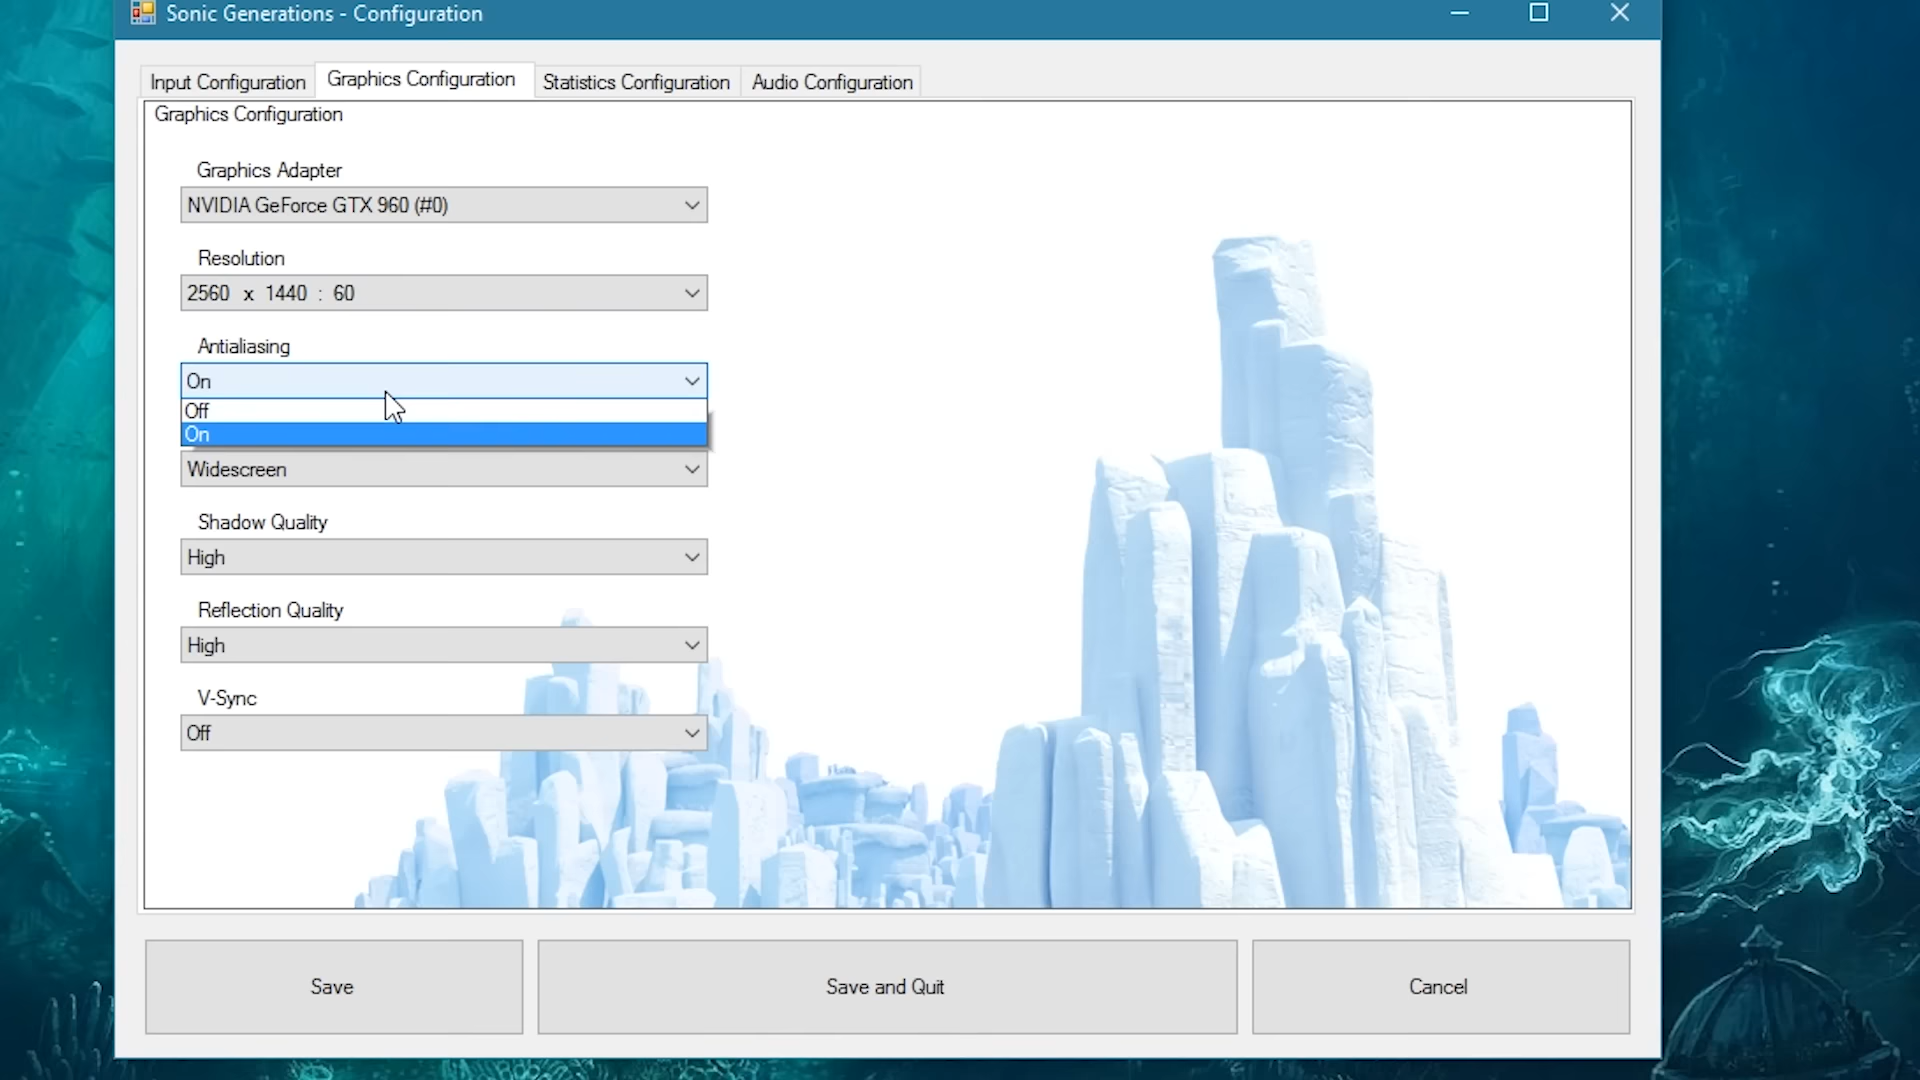 Sonic Generations - Configuration
Input Configuration
Graphics Configuration
Statistics Configuration
Audio Configuration
Graphics Configuration
Graphics Adapter
NVIDIA GeForce GTX 960 (#0)
Resolution
2560 x 1440 : 60
Antialiasing
On
Off
On
Widescreen
Shadow Quality
High
Reflection Quality
High
V-Sync
Off
Save
Save and Quit
Cancel